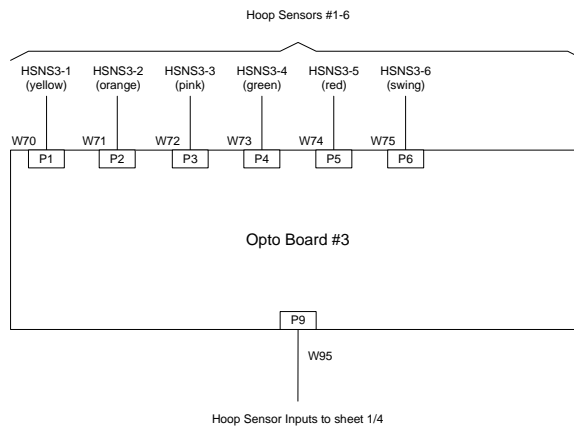 Hoop Sensors #1-6
HSNS3-1 HSNS3-2 HSNS3-3 HSNS3-4 HSNS3-5 HSNS3-6
(yellow) (orange) (pink) (green) (red) (swing)
W70 W71 W72 W73 W74 W75
P1 P2 P3 P4 P5 P6
Opto Board #3
P9
W95
Hoop Sensor Inputs to sheet 1/4